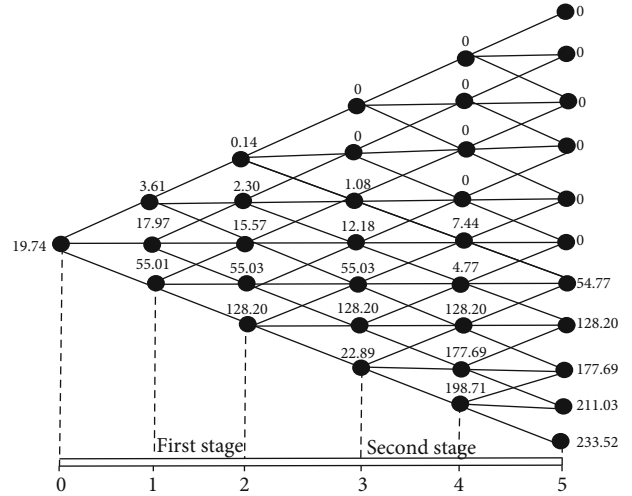 0
0 0
0 0
0 0
0.14 0 0 0
3.61 2.30 1.08 0 0
17.97 15.57 12.18 7.44 0
19.74
55.01 55.03 55.03 4.77 54.77
128.20 128.20 128.20 128.20
22.89 177.69 177.69
198.71 211.03
233.52
First stage Second stage
0 1 2 3 4 5